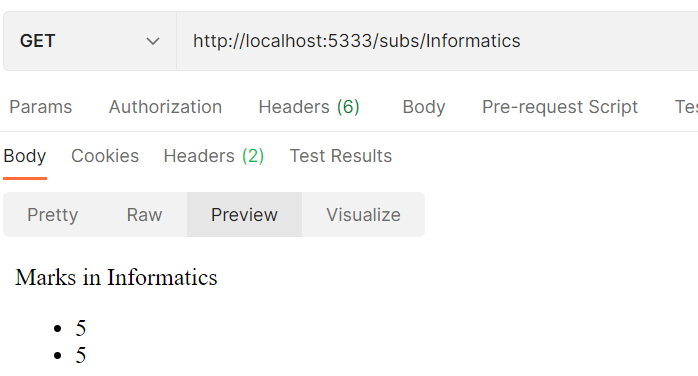 GET http://localhost:5333/subs/Informatics
Params Authorization Headers (6) Body Pre-request Script Tes
Body Cookies Headers (2) Test Results
Pretty Raw Preview Visualize
Marks in Informatics
• 5
• 5